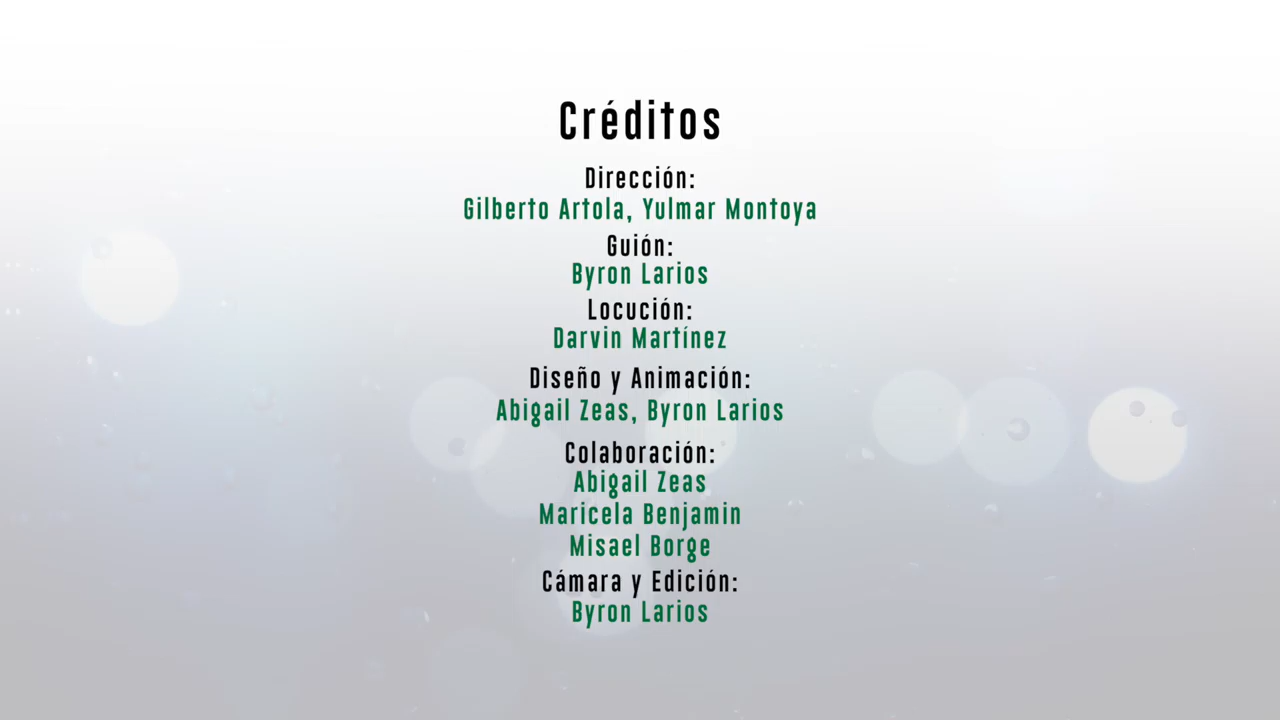 Créditos
Dirección:
Gilberto Artola, Yulmar Montoya
Guión:
Byron Larios
Locución:
Darvin Martínez
Diseño y Animación:
Abigail Zeas, Byron Larios
Colaboración:
Abigail Zeas
Maricela Benjamin
Misael Borge
Cámara y Edición:
Byron Larios